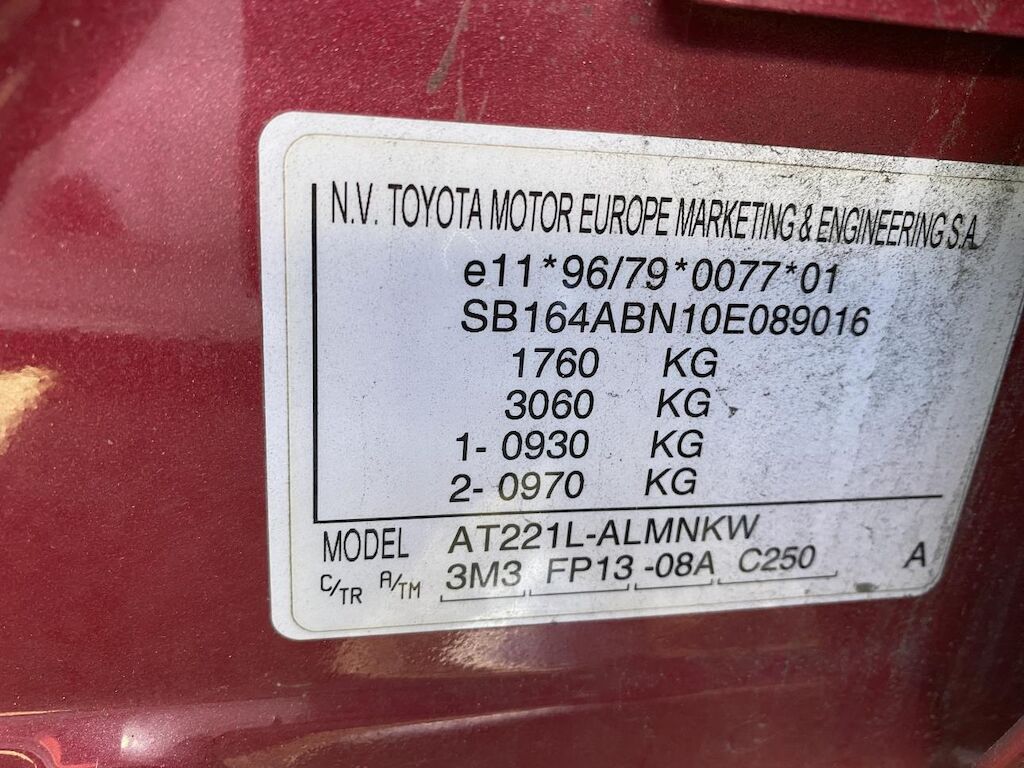 N.V. TOYOTA MOTOR EUROPE MARKETING & ENGINEERING S.A.
e11*96/79*0077*01
SB164ABN10E089016
1760 KG
3060 KG
1- 0930 KG
2- 0970 KG
MODEL AT221L-ALMNKW
C/TR A/TM 3M3 FP13 -08A C250 A